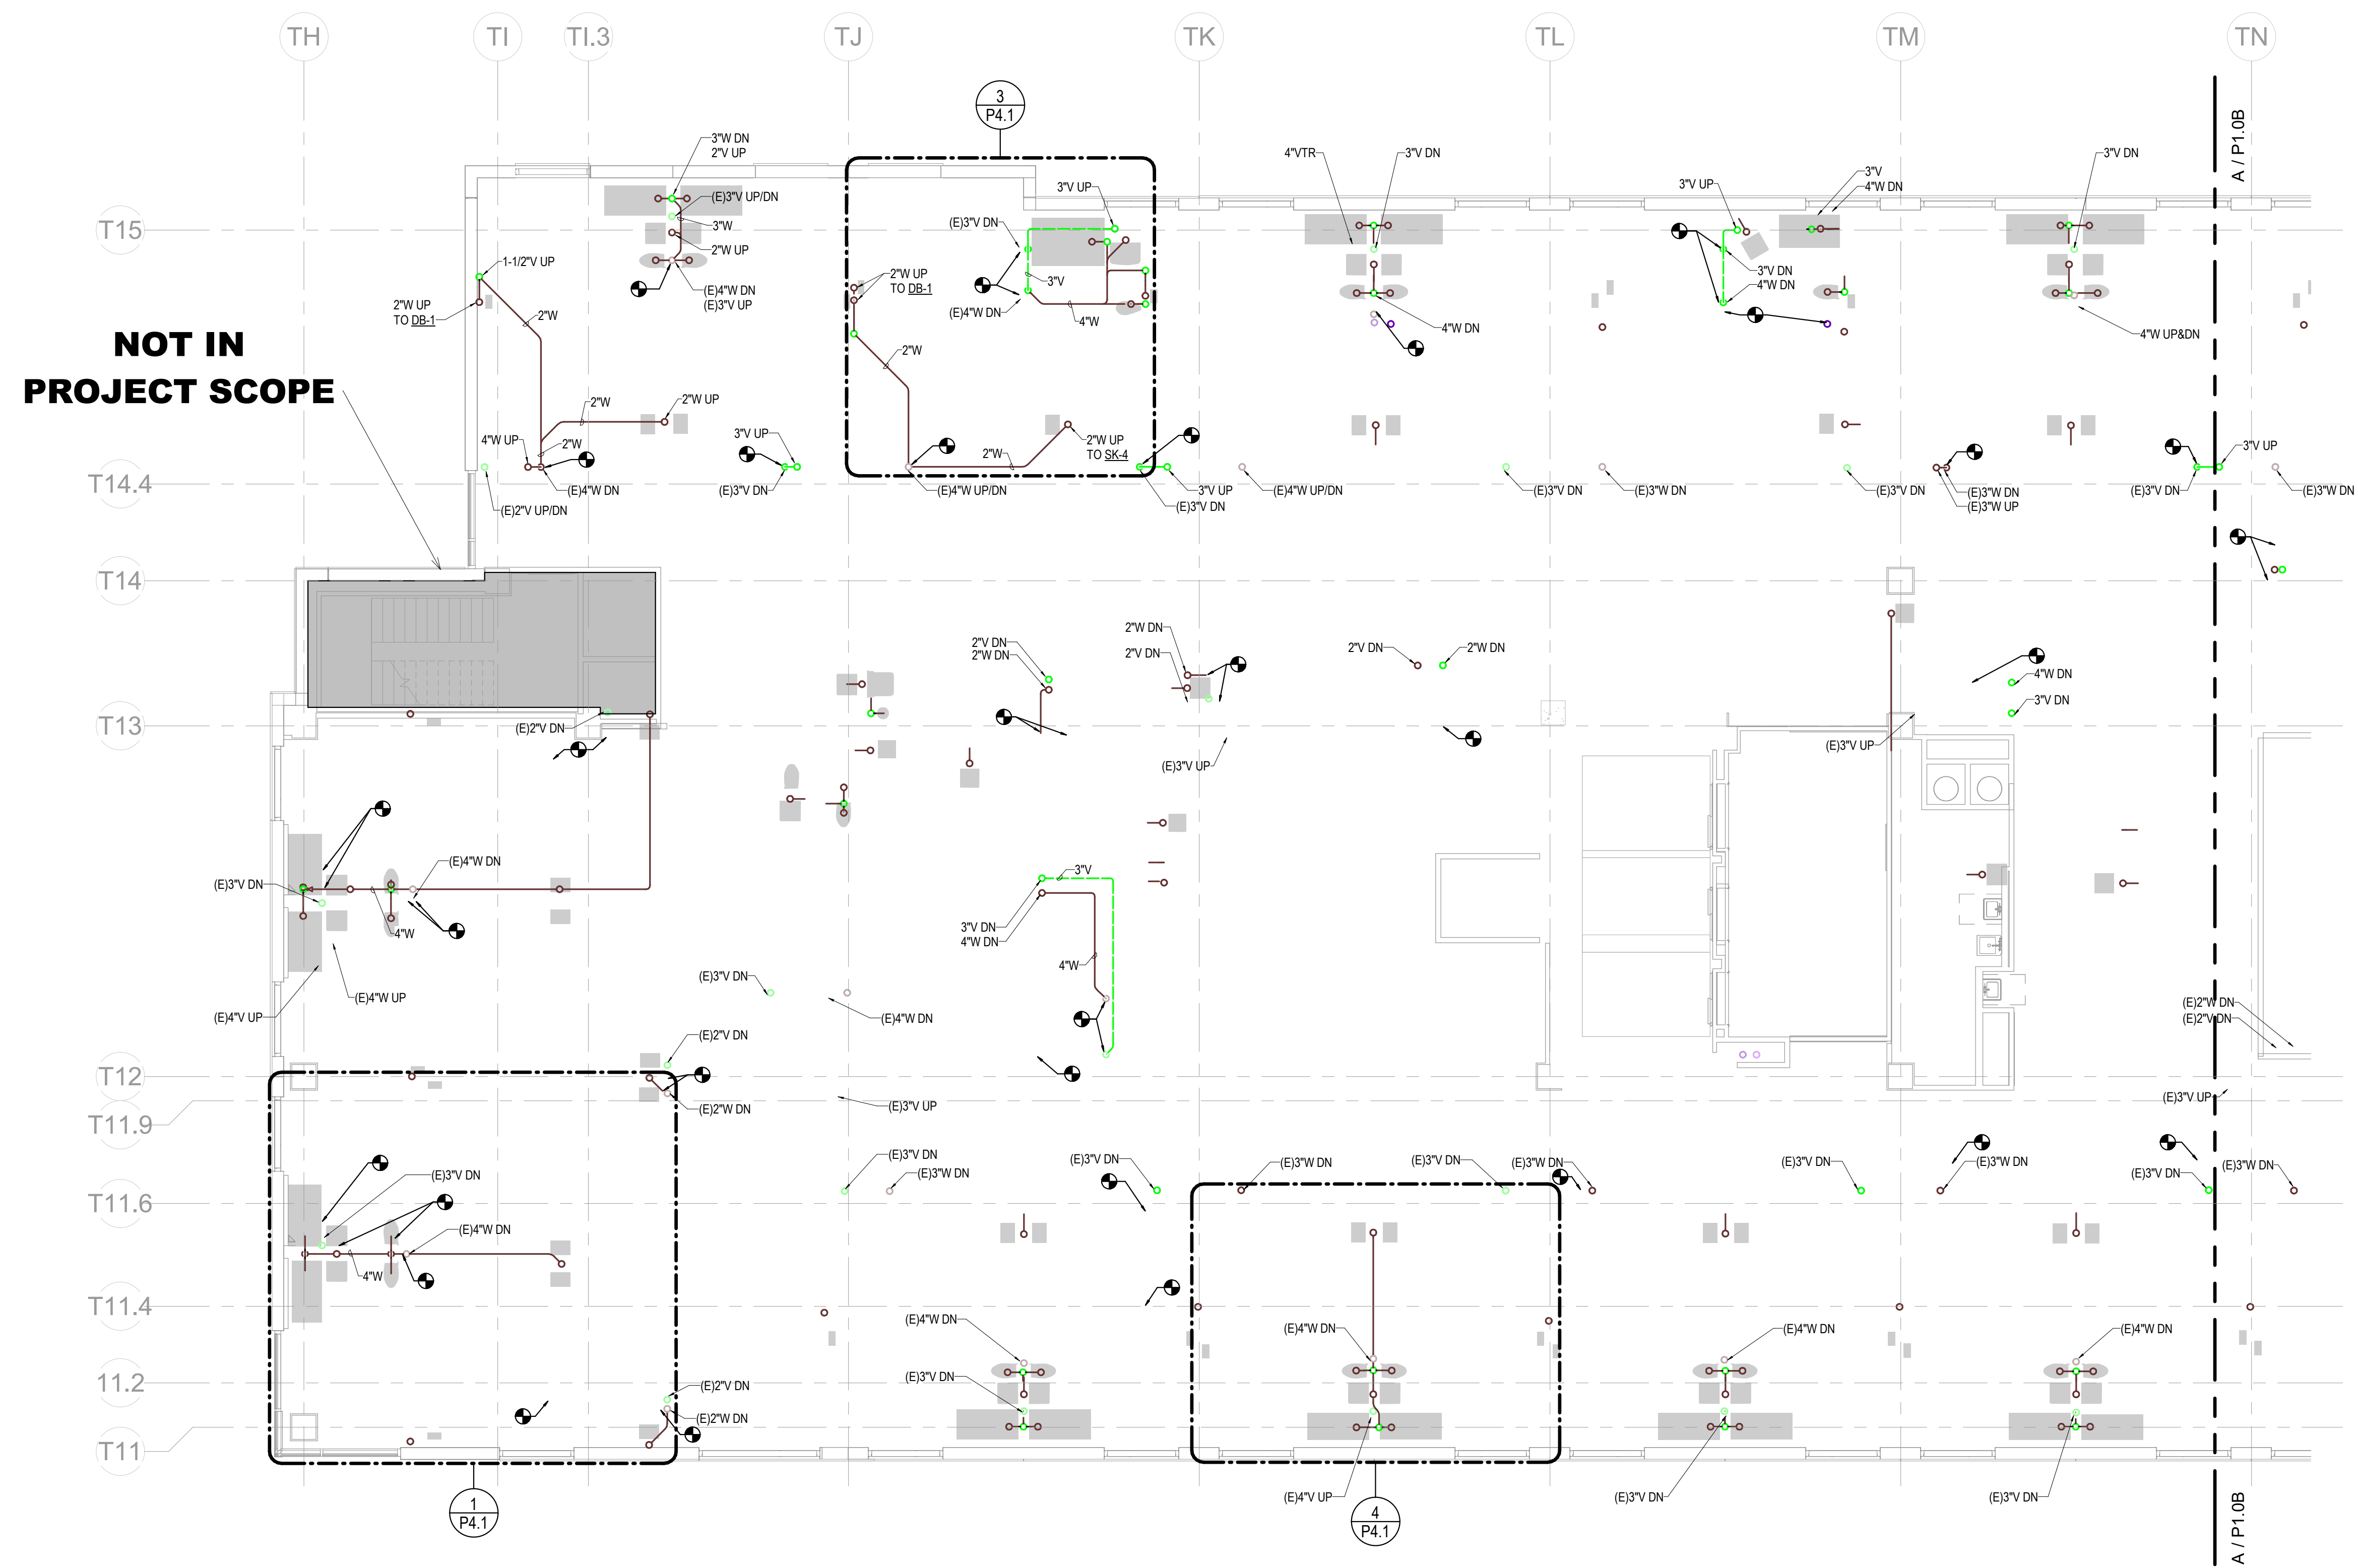 TH
TI
TI.3
TJ
TK
TL
TM
TN
3
P4.1
A / P1.0B
3"W DN
2"V UP
(E)3"V UP/DN
3"W
2"W UP
(E)4"W DN
(E)3"V UP
3"V UP
(E)3"V DN
4"VTR
3"V DN
3"V UP
3"V
4"W DN
3"V DN
T15
1-1/2"V UP
2"W UP
TO DB-1
2"W
2"W UP
TO DB-1
3"V
(E)4"W DN
4"W
4"W DN
3"V DN
4"W DN
4"W UP&DN
NOT IN
PROJECT SCOPE
2"W
2"W
2"W UP
4"W UP
2"W
3"V UP
2"W
2"W UP
TO SK-4
3"V UP
T14.4
(E)2"V UP/DN
(E)4"W DN
(E)3"V DN
(E)4"W UP/DN
3"V UP
(E)3"V DN
(E)4"W UP/DN
(E)3"V DN
(E)3"W DN
(E)3"V DN
(E)3"W DN
(E)3"W UP
(E)3"V DN
(E)3"W DN
T14
2"V DN
2"W DN
2"W DN
2"V DN
2"V DN
2"W DN
4"W DN
3"V DN
T13
(E)2"V DN
(E)3"V UP
(E)3"V UP
(E)4"W DN
(E)3"V DN
4"W
3"V
3"V DN
4"W DN
4"W
(E)3"V DN
(E)4"W UP
(E)4"V UP
(E)4"W DN
(E)2"W DN
(E)2"V DN
(E)2"V DN
T12
(E)2"W DN
(E)3"V UP
(E)3"V UP
T11.9
(E)3"V DN
(E)4"W DN
4"W
(E)3"V DN
(E)3"W DN
(E)3"V DN
(E)3"W DN
(E)3"V DN
(E)3"W DN
(E)3"V DN
(E)3"W DN
(E)3"V DN
(E)3"W DN
T11.6
T11.4
(E)4"W DN
(E)4"W DN
(E)4"W DN
(E)4"W DN
11.2
(E)2"V DN
(E)2"W DN
(E)3"V DN
T11
(E)4"V UP
(E)3"V DN
(E)3"V DN
1
P4.1
4
P4.1
A / P1.0B